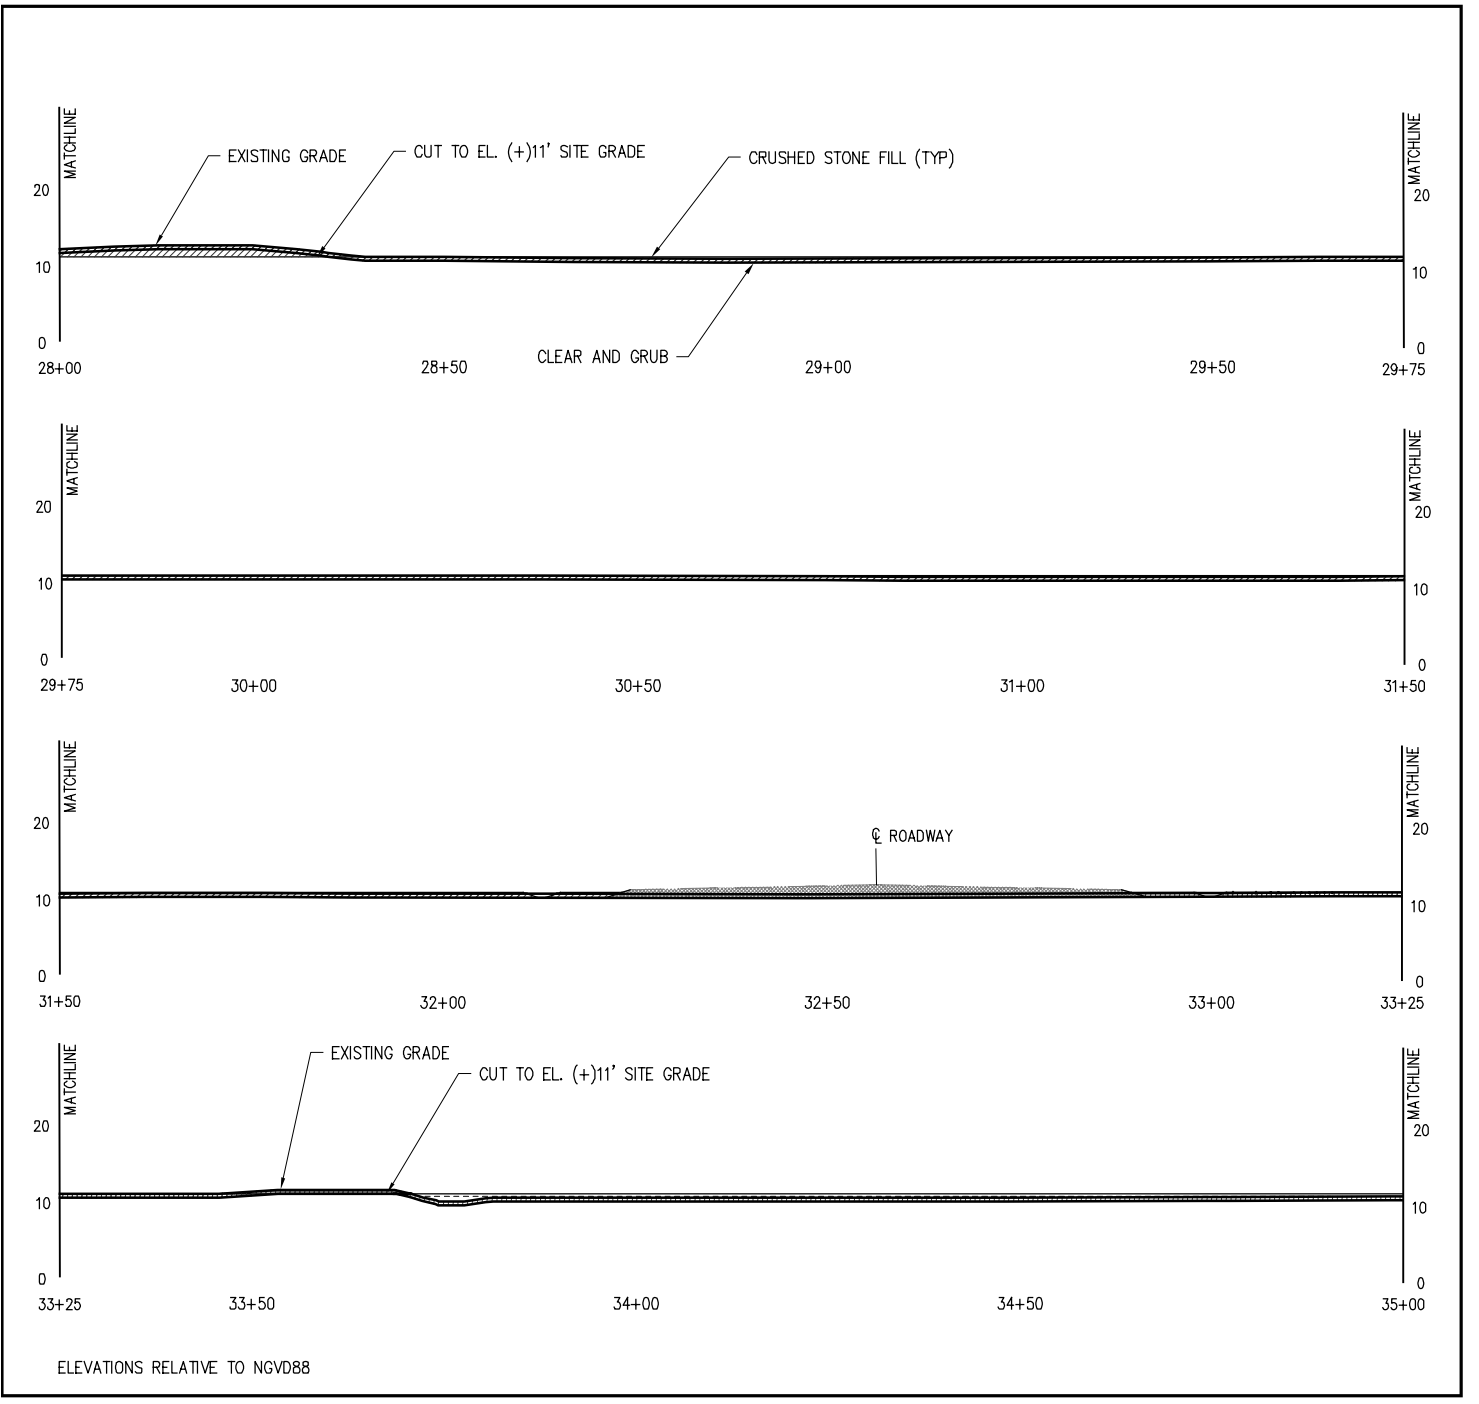 MATCHLINE
MATCHLINE
EXISTING GRADE
CUT TO EL. (+)11' SITE GRADE
CRUSHED STONE FILL (TYP)
20
20
10
10
0
0
CLEAR AND GRUB
28+00
28+50
29+00
29+50
29+75
MATCHLINE
MATCHLINE
20
20
10
10
0
0
29+75
30+00
30+50
31+00
31+50
MATCHLINE
MATCHLINE
20
20
℄ ROADWAY
10
10
0
0
31+50
32+00
32+50
33+00
33+25
MATCHLINE
MATCHLINE
EXISTING GRADE
CUT TO EL. (+)11' SITE GRADE
20
20
10
10
0
0
33+25
33+50
34+00
34+50
35+00
ELEVATIONS RELATIVE TO NGVD88